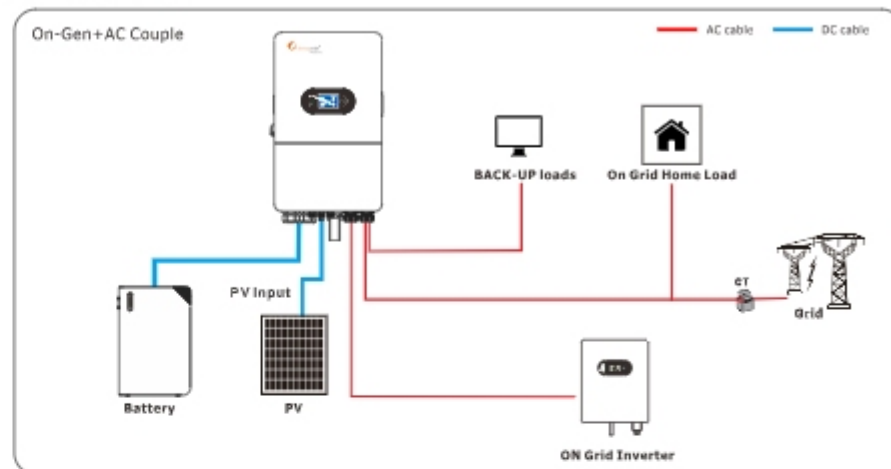 On-Gen+AC Couple
AC cable
DC cable
BACK-UP loads
On Grid Home Load
PV Input
CT
Grid
Battery
PV
ON Grid Inverter